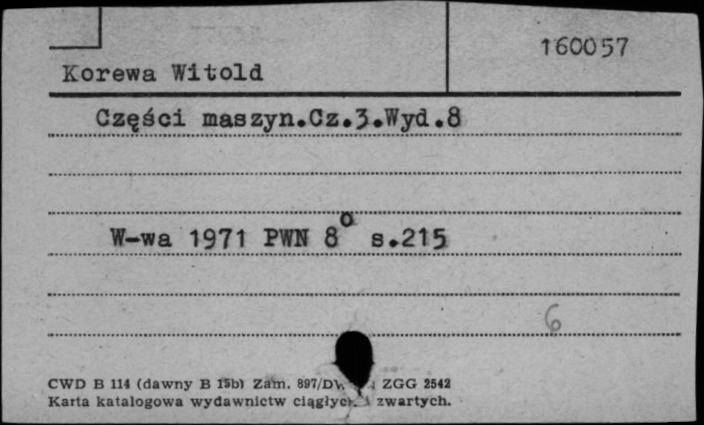 160057
Korewa Witold
Części maszyn.Cz.3.Wyd.8
W-wa 1971 PWN 8° s.215
6
CWD B 114 (dawny B 15b) Zam. 897/ ZGG 2542
Karta katalogowa wydawnictw zwartych.